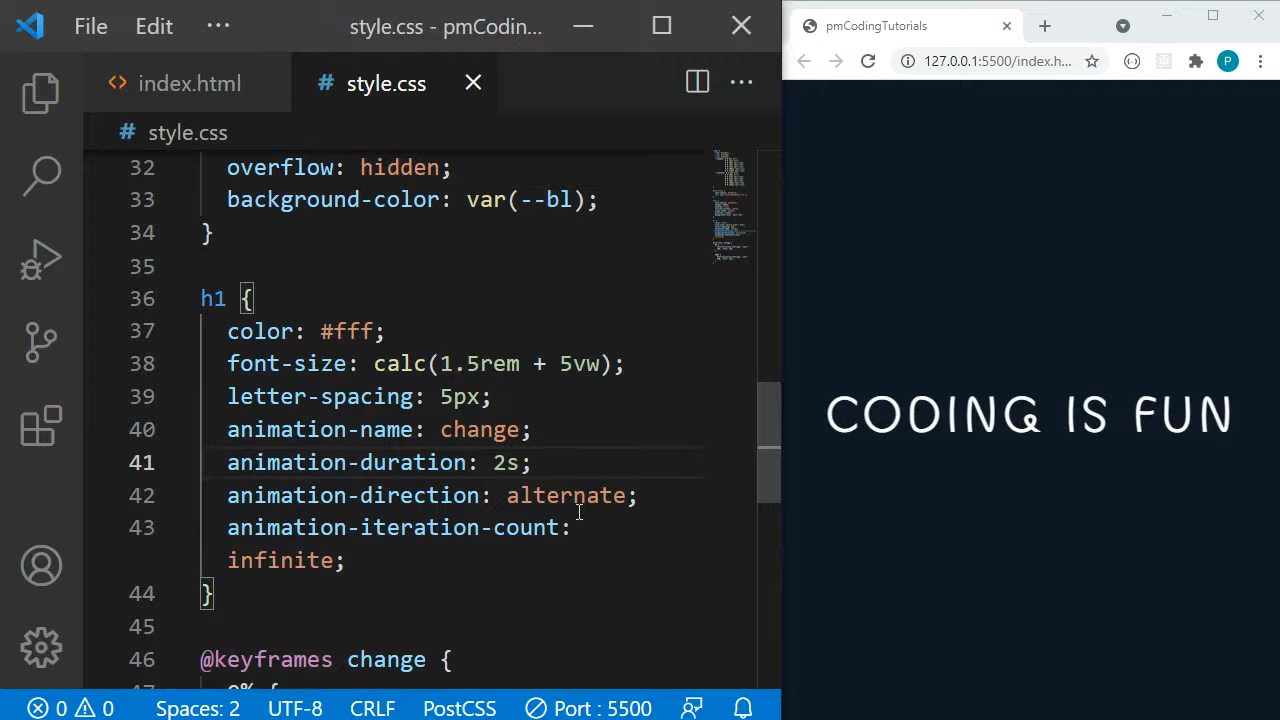 File Edit ··· style.css - pmCodin...
index.html style.css
# style.css
32 overflow: hidden;
33 background-color: var(--bl);
34 }
35
36 h1 {
37 color: #fff;
38 font-size: calc(1.5rem + 5vw);
39 letter-spacing: 5px;
40 animation-name: change;
41 animation-duration: 2s;
42 animation-direction: alternate;
43 animation-iteration-count:
infinite;
44 }
45
46 @keyframes change {
47 0% {
0 0 Spaces: 2 UTF-8 CRLF PostCSS Port : 5500
pmCodingTutorials
127.0.0.1:5500/index.h... P
CODING IS FUN